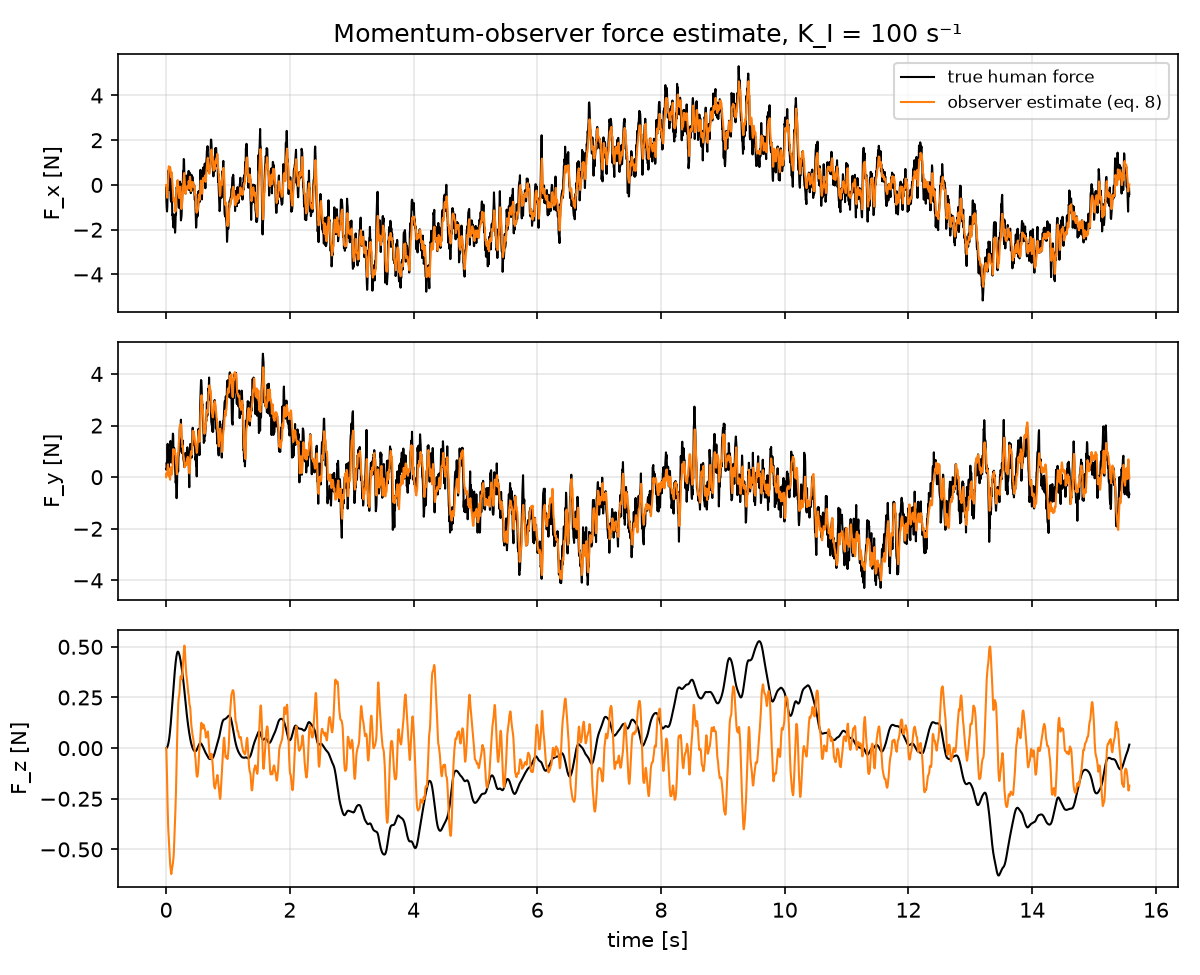 Momentum-observer force estimate, K_I = 100 s⁻¹
true human force
observer estimate (eq. 8)
F_x [N]
4
2
0
−2
−4
F_y [N]
4
2
0
−2
−4
F_z [N]
0.50
0.25
0.00
−0.25
−0.50
0 2 4 6 8 10 12 14 16
time [s]